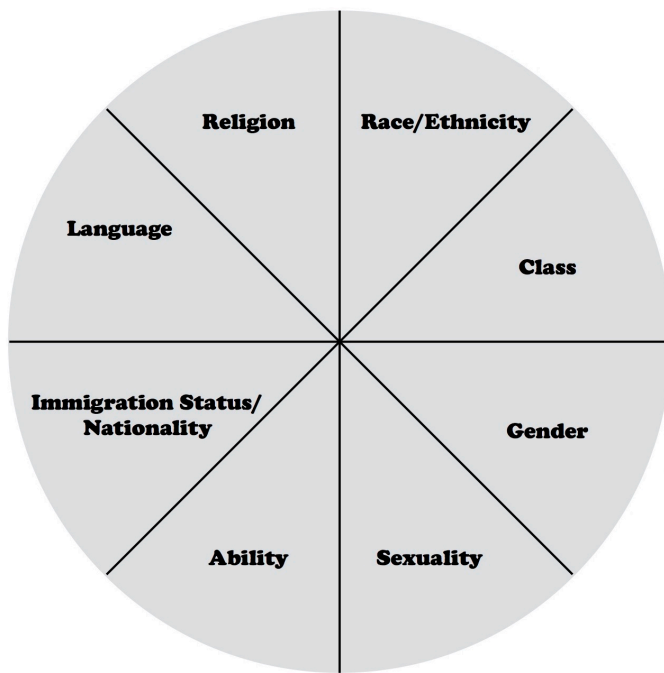 Religion
Race/Ethnicity
Language
Class
Immigration Status/
Nationality
Gender
Ability
Sexuality